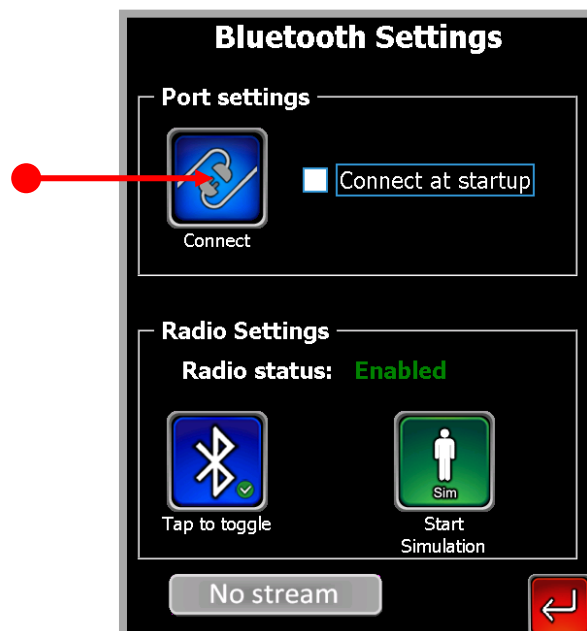 Bluetooth Settings
Port settings
Connect at startup
Connect
Radio Settings
Radio status: Enabled
Sim
Tap to toggle
Start
Simulation
No stream